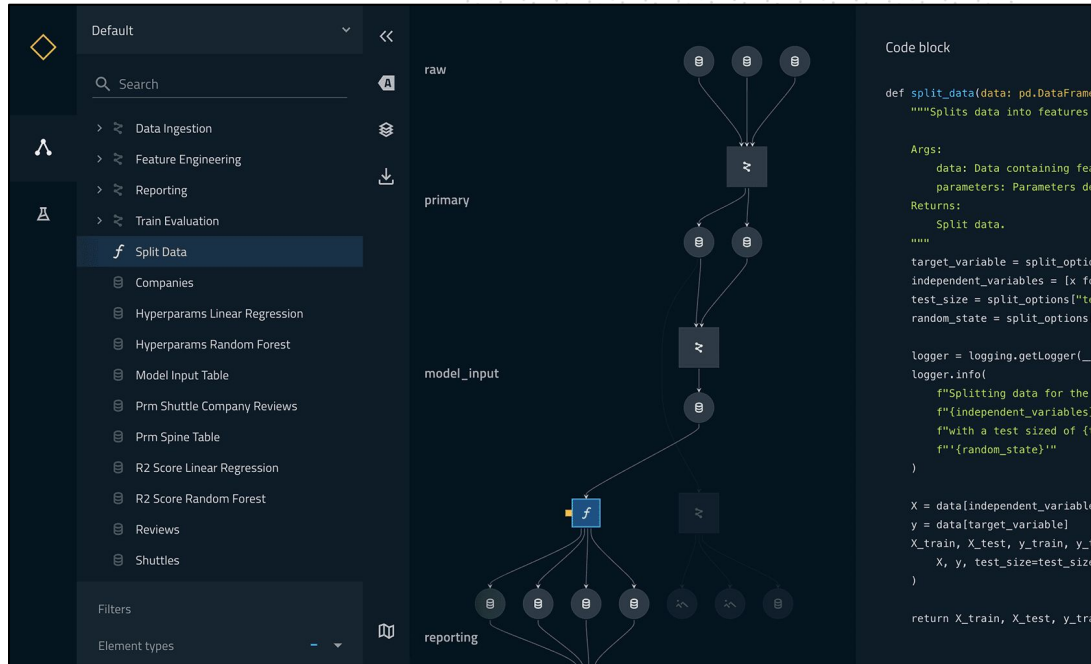 Default
Search
Data Ingestion
Feature Engineering
Reporting
Train Evaluation
Split Data
Companies
Hyperparams Linear Regression
Hyperparams Random Forest
Model Input Table
Prm Shuttle Company Reviews
Prm Spine Table
R2 Score Linear Regression
R2 Score Random Forest
Reviews
Shuttles
Filters
Element types
A
raw
primary
model_input
f
reporting
Code block
def split_data(data: pd.DataFrame
"""Splits data into features
Args:
data: Data containing fea
parameters: Parameters de
Returns:
Split data.
"""
target_variable = split_optio
independent_variables = [x fo
test_size = split_options["te
random_state = split_options
logger = logging.getLogger(__
logger.info(
f"Splitting data for the
f"{independent_variables}
f"with a test sized of {t
f"'{random_state}'"
)
X = data[independent_variable
y = data[target_variable]
X_train, X_test, y_train, y_t
X, y, test_size=test_size
)
return X_train, X_test, y_tra